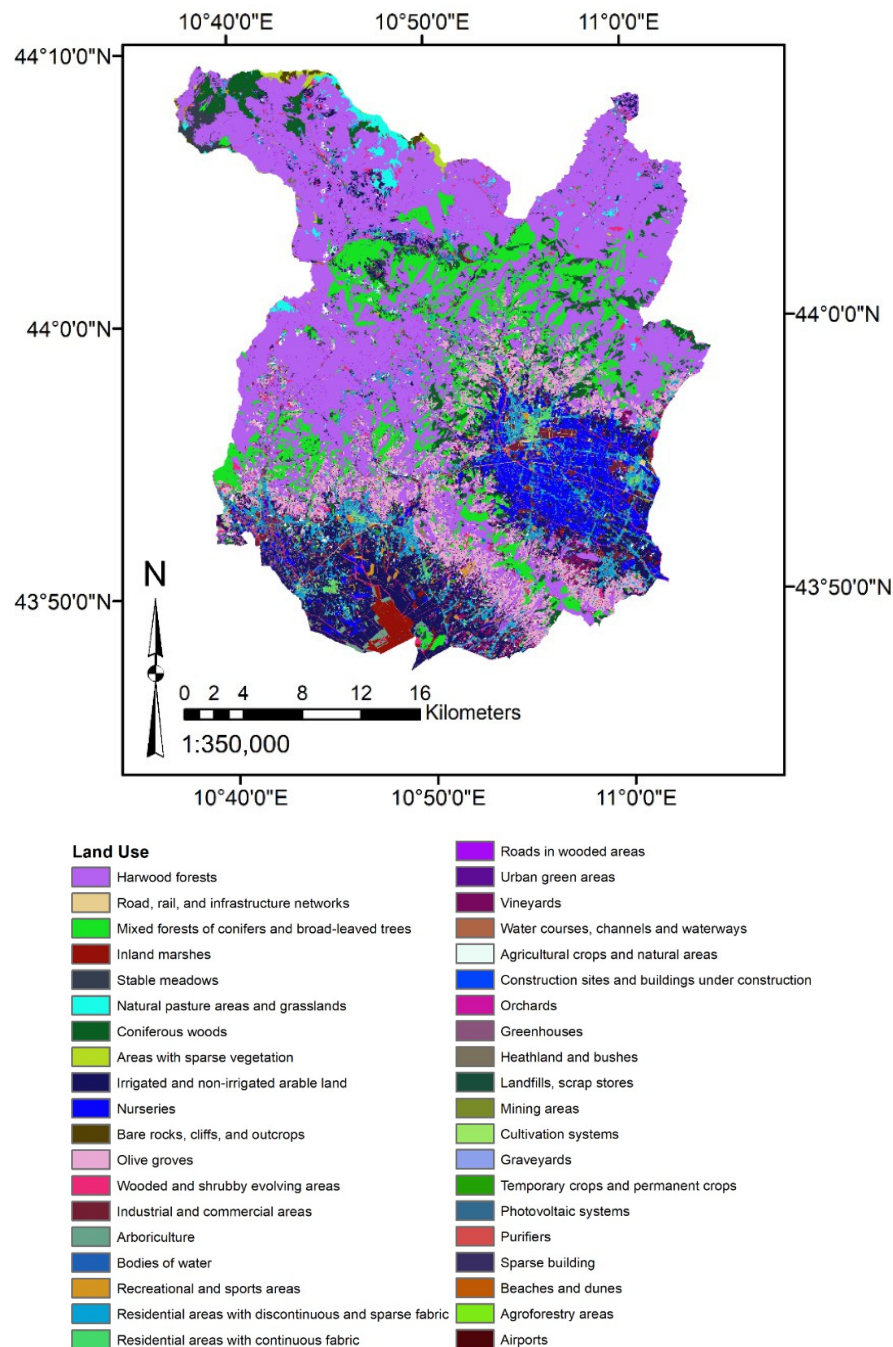 10°40'0"E 10°50'0"E 11°0'0"E
44°10'0"N
44°0'0"N 44°0'0"N
43°50'0"N 43°50'0"N
N
0 2 4 8 12 16
Kilometers
1:350,000
10°40'0"E 10°50'0"E 11°0'0"E
Land Use
Harwood forests
Road, rail, and infrastructure networks
Mixed forests of conifers and broad-leaved trees
Inland marshes
Stable meadows
Natural pasture areas and grasslands
Coniferous woods
Areas with sparse vegetation
Irrigated and non-irrigated arable land
Nurseries
Bare rocks, cliffs, and outcrops
Olive groves
Wooded and shrubby evolving areas
Industrial and commercial areas
Arboriculture
Bodies of water
Recreational and sports areas
Residential areas with discontinuous and sparse fabric
Residential areas with continuous fabric
Roads in wooded areas
Urban green areas
Vineyards
Water courses, channels and waterways
Agricultural crops and natural areas
Construction sites and buildings under construction
Orchards
Greenhouses
Heathland and bushes
Landfills, scrap stores
Mining areas
Cultivation systems
Graveyards
Temporary crops and permanent crops
Photovoltaic systems
Purifiers
Sparse building
Beaches and dunes
Agroforestry areas
Airports